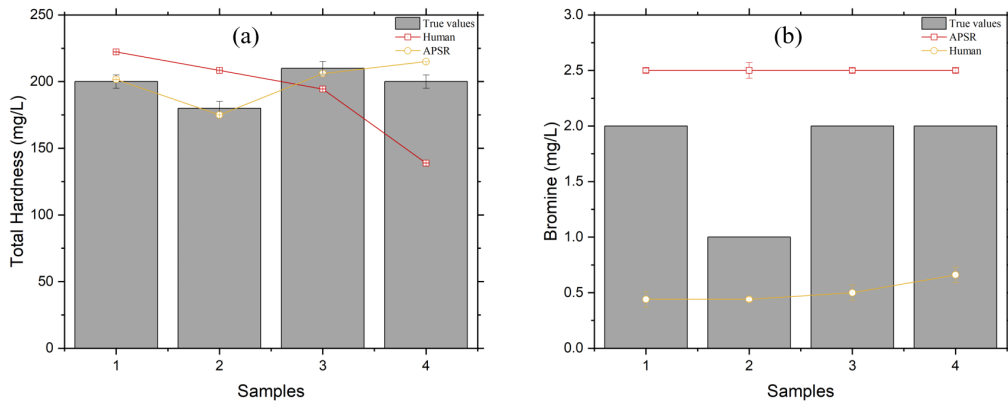 (a)
True values
Human
APSR
250
200
150
100
50
0
Total Hardness (mg/L)
1 2 3 4
Samples
(b)
True values
APSR
Human
3.0
2.5
2.0
1.5
1.0
0.5
0.0
Bromine (mg/L)
1 2 3 4
Samples